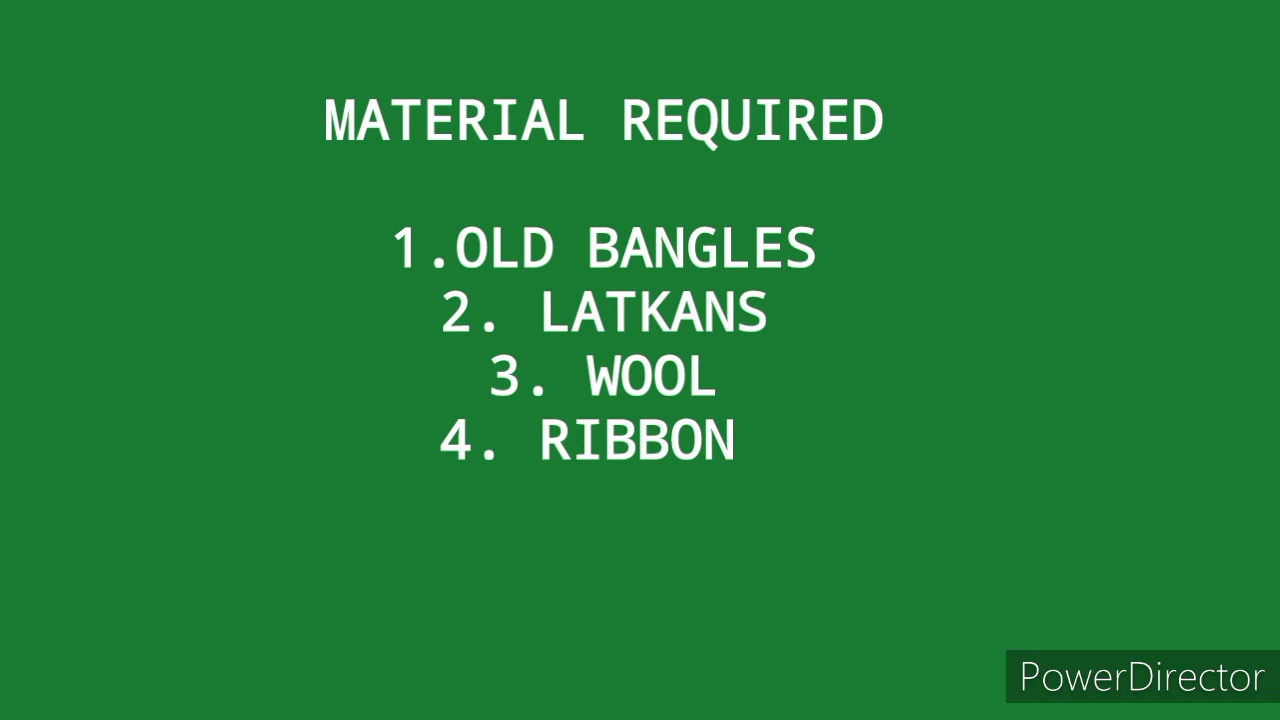 MATERIAL REQUIRED
1.OLD BANGLES
2. LATKANS
3. WOOL
4. RIBBON
PowerDirector